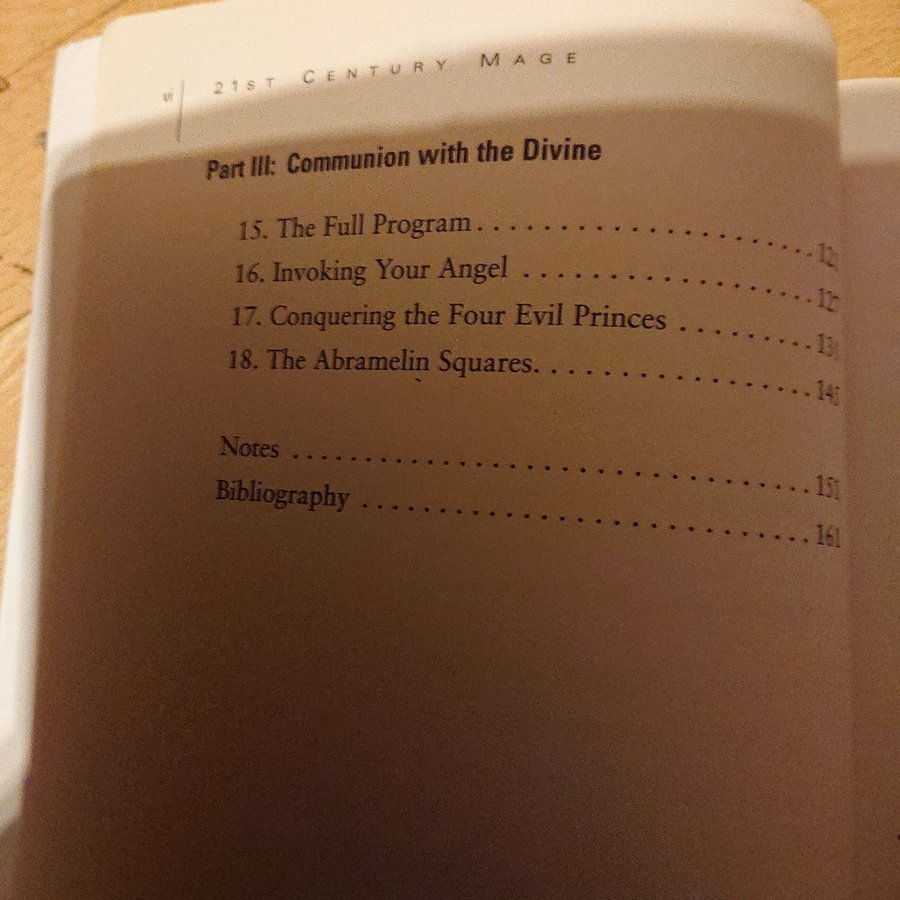 vi 21ST CENTURY MAGE
Part III: Communion with the Divine
15. The Full Program
16. Invoking Your Angel
17. Conquering the Four Evil Princes
18. The Abramelin Squares
Notes 151
Bibliography 161